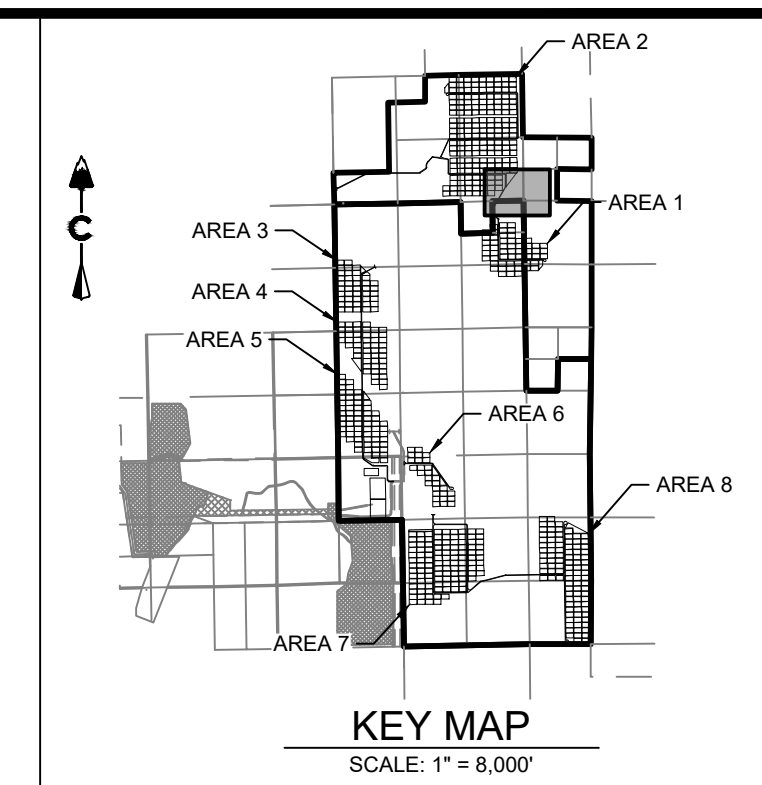 AREA 2
AREA 1
AREA 3
AREA 4
AREA 5
AREA 6
AREA 8
AREA 7
C
KEY MAP
SCALE: 1" = 8,000'